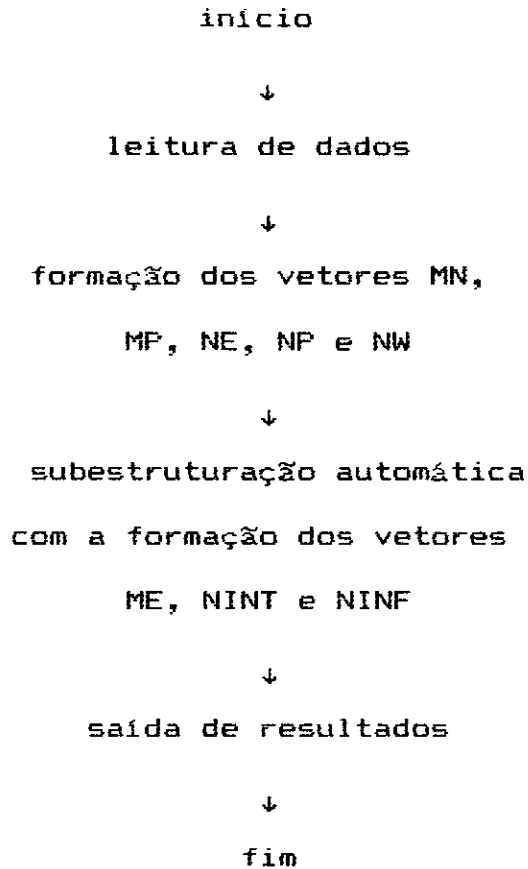 início
↓
leitura de dados
↓
formação dos vetores MN,
MP, NE, NP e NW
↓
subestruturação automática
com a formação dos vetores
ME, NINT e NINF
↓
saída de resultados
↓
fim